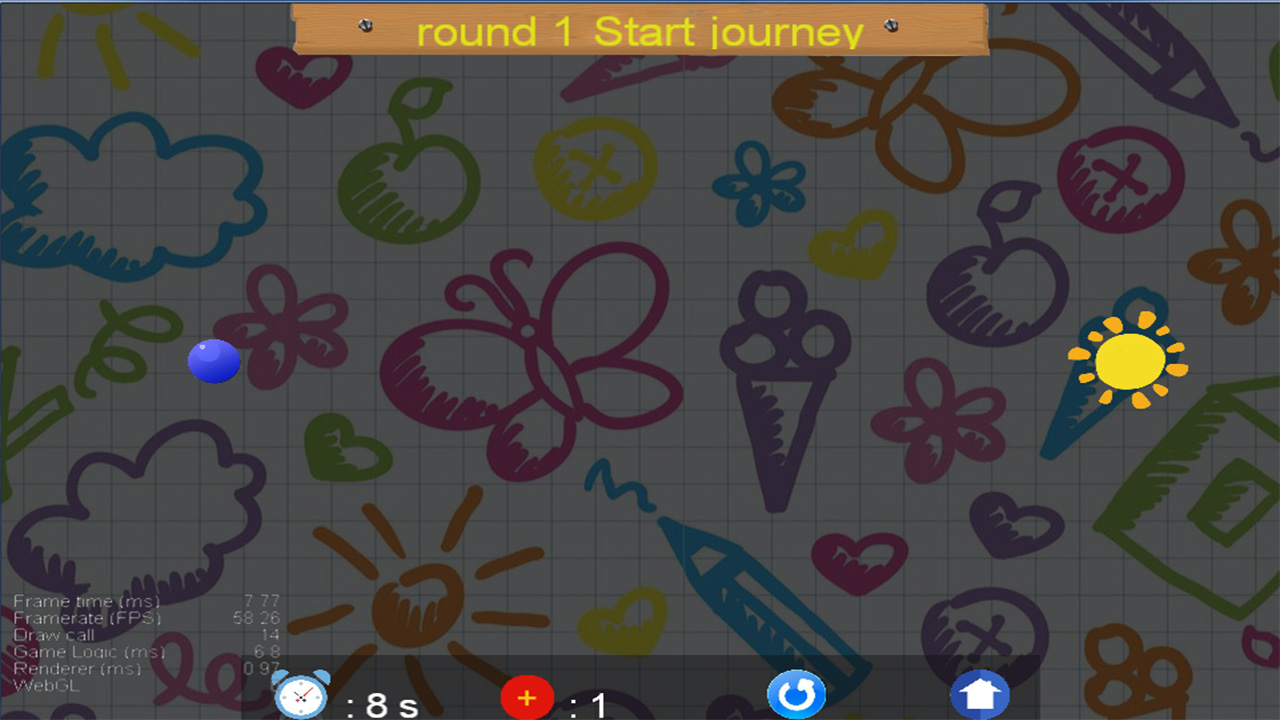 round 1 Start journey
Frame time (ms) 7 77
Framerate (FPS) 58 26
Draw call 14
Game Logic (ms) 6 8
Renderer (ms) 0 97
WebGL
: 8 s
+ : 1